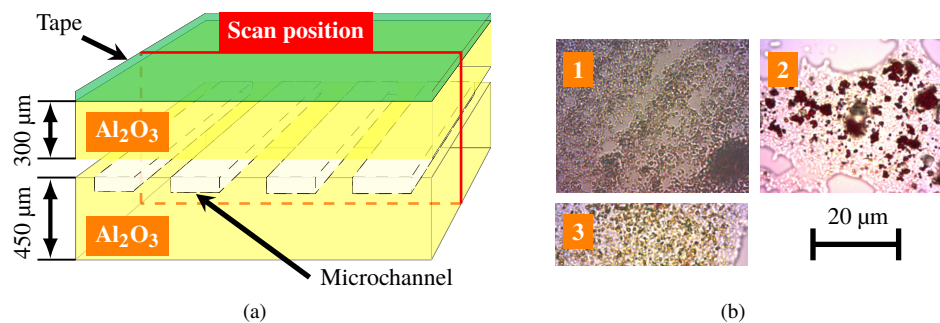 Tape
Scan position
300 µm
Al₂O₃
450 µm
Al₂O₃
Microchannel
(a)
1
2
3
20 µm
(b)